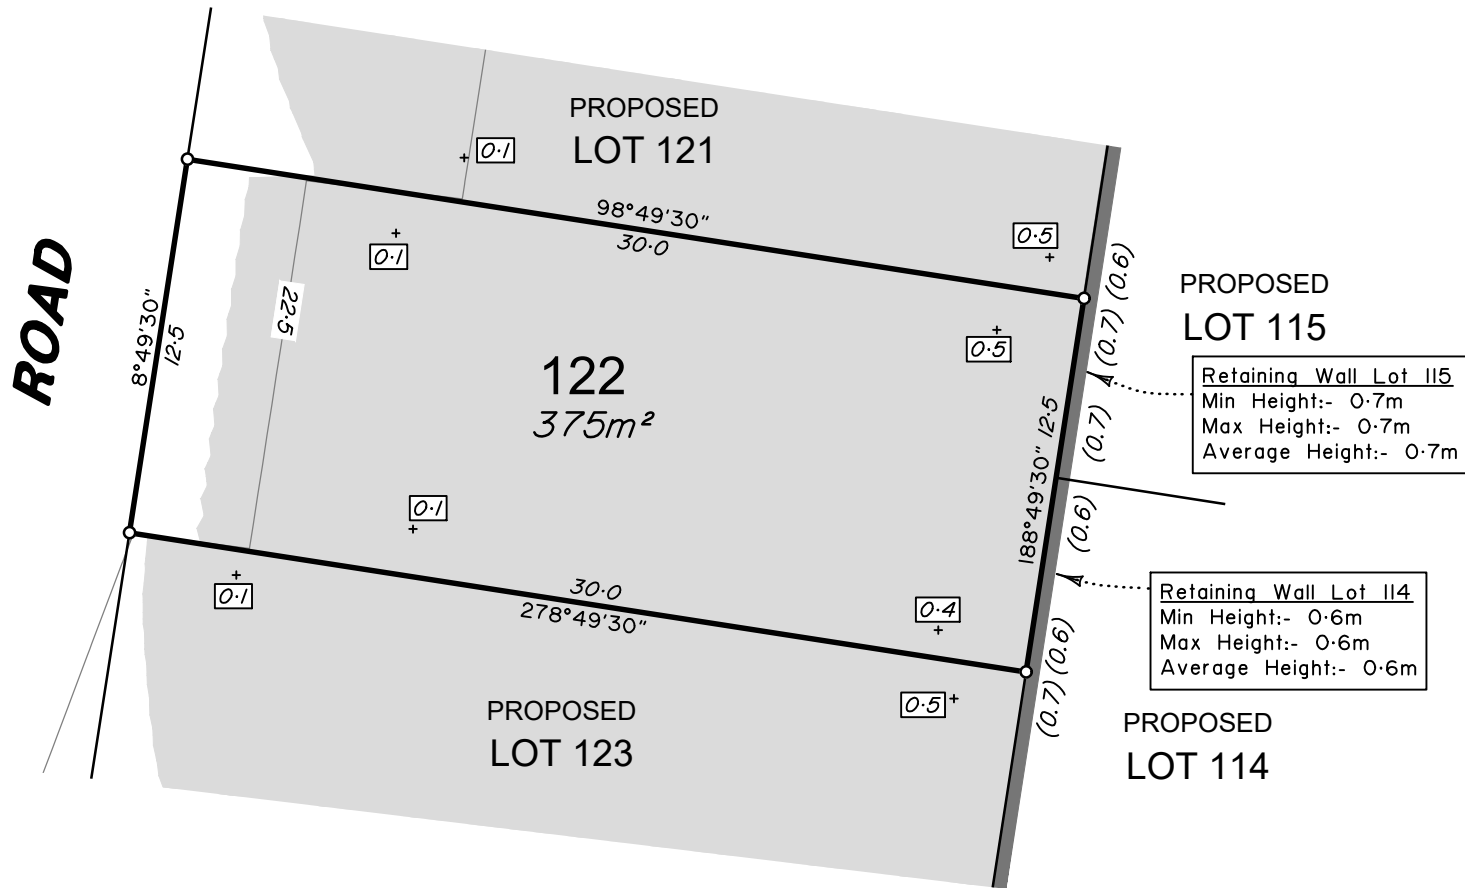 PROPOSED
LOT 121
0·1
98°49'30"
30·0
0·5
(0.6)
ROAD
8°49'30"
12·5
0·1
22·5
122
375m²
0·5
(0.7)
PROPOSED
LOT 115
Retaining Wall Lot 115
Min Height:- 0·7m
Max Height:- 0·7m
Average Height:- 0·7m
188°49'30" 12·5
(0.7)
0·1
(0.6)
0·1
30·0
278°49'30"
0·4
(0.6)
Retaining Wall Lot 114
Min Height:- 0·6m
Max Height:- 0·6m
Average Height:- 0·6m
0·5
(0.7)
PROPOSED
LOT 123
PROPOSED
LOT 114